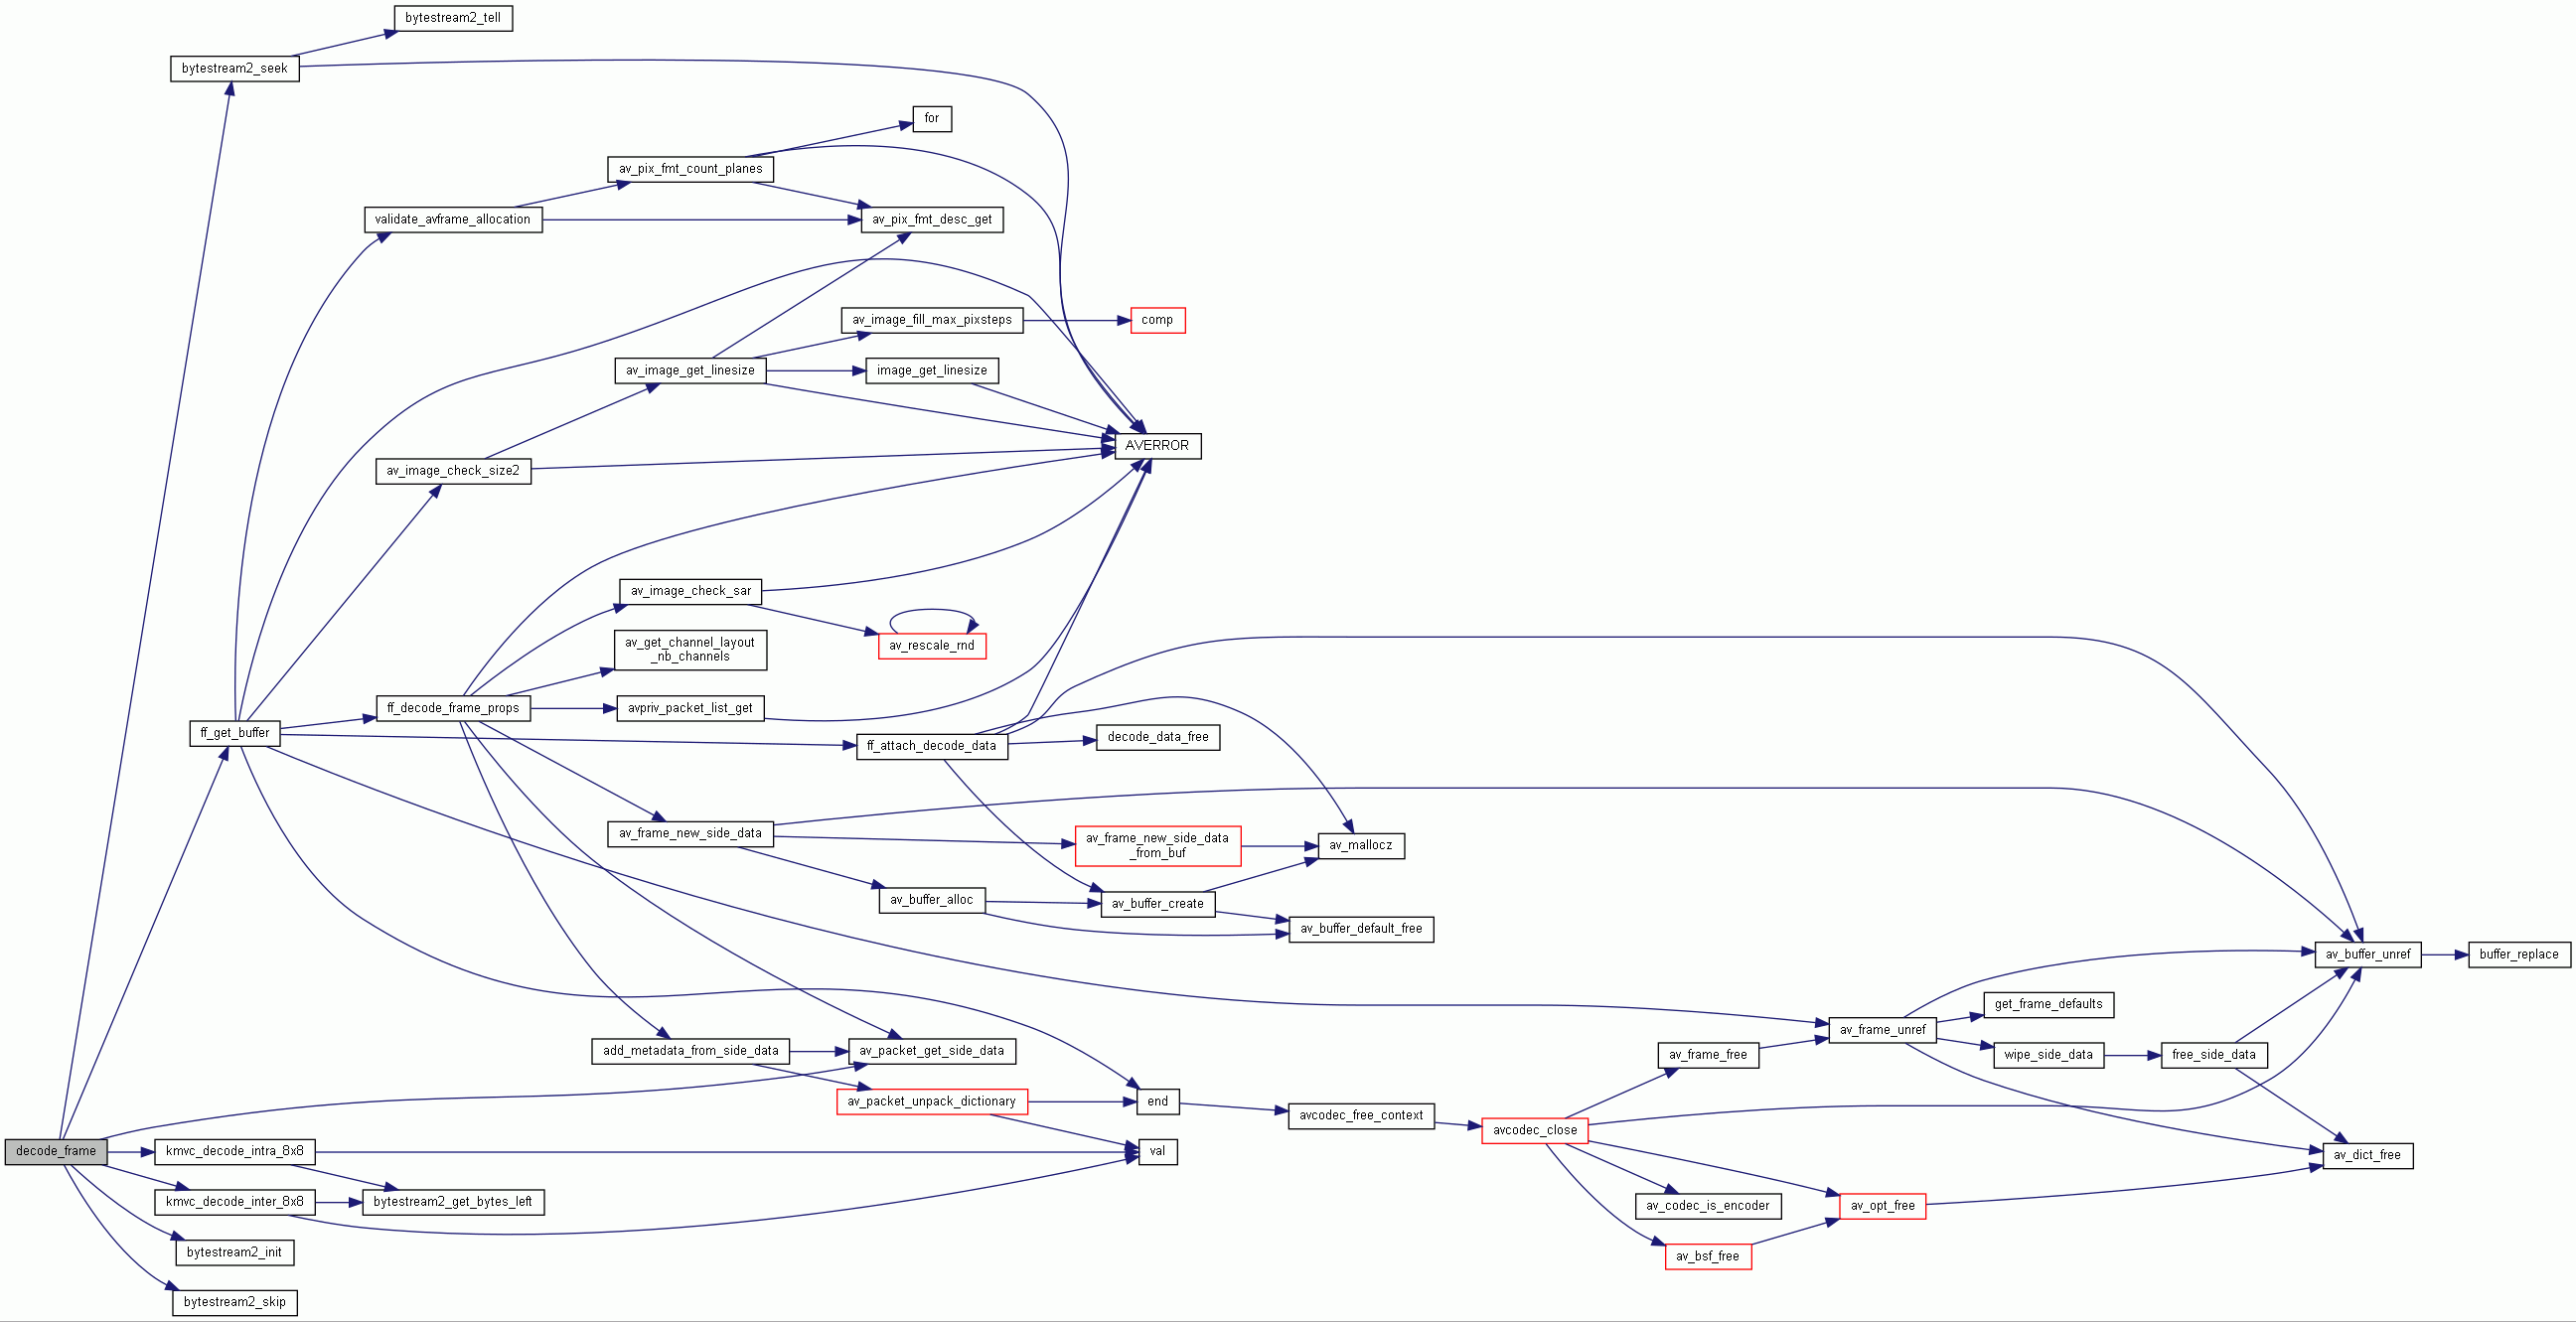 bytestream2_tell
bytestream2_seek
for
av_pix_fmt_count_planes
validate_avframe_allocation
av_pix_fmt_desc_get
av_image_fill_max_pixsteps
comp
av_image_get_linesize
image_get_linesize
AVERROR
av_image_check_size2
av_image_check_sar
av_rescale_rnd
av_get_channel_layout
_nb_channels
ff_decode_frame_props
avpriv_packet_list_get
ff_get_buffer
ff_attach_decode_data
decode_data_free
av_frame_new_side_data
av_frame_new_side_data
_from_buf
av_mallocz
av_buffer_alloc
av_buffer_create
av_buffer_default_free
av_buffer_unref
buffer_replace
get_frame_defaults
av_frame_unref
add_metadata_from_side_data
av_packet_get_side_data
av_frame_free
wipe_side_data
free_side_data
av_packet_unpack_dictionary
end
avcodec_free_context
avcodec_close
decode_frame
kmvc_decode_intra_8x8
val
av_dict_free
kmvc_decode_inter_8x8
bytestream2_get_bytes_left
av_codec_is_encoder
av_opt_free
bytestream2_init
av_bsf_free
bytestream2_skip